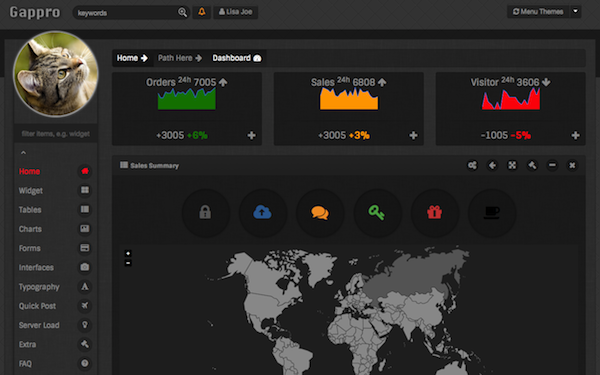 Gappro
keywords
Lisa Joe
Menu Themes
Home
Path Here
Dashboard
Orders 24h 7005
+3005 +6%
Sales 24h 6808
+3005 +3%
Visitor 24h 3606
-1005 -5%
filter items, e.g. widget
Home
Widget
Tables
Charts
Forms
Interfaces
Typography
Quick Post
Server Load
Extra
FAQ
Sales Summary
+
-